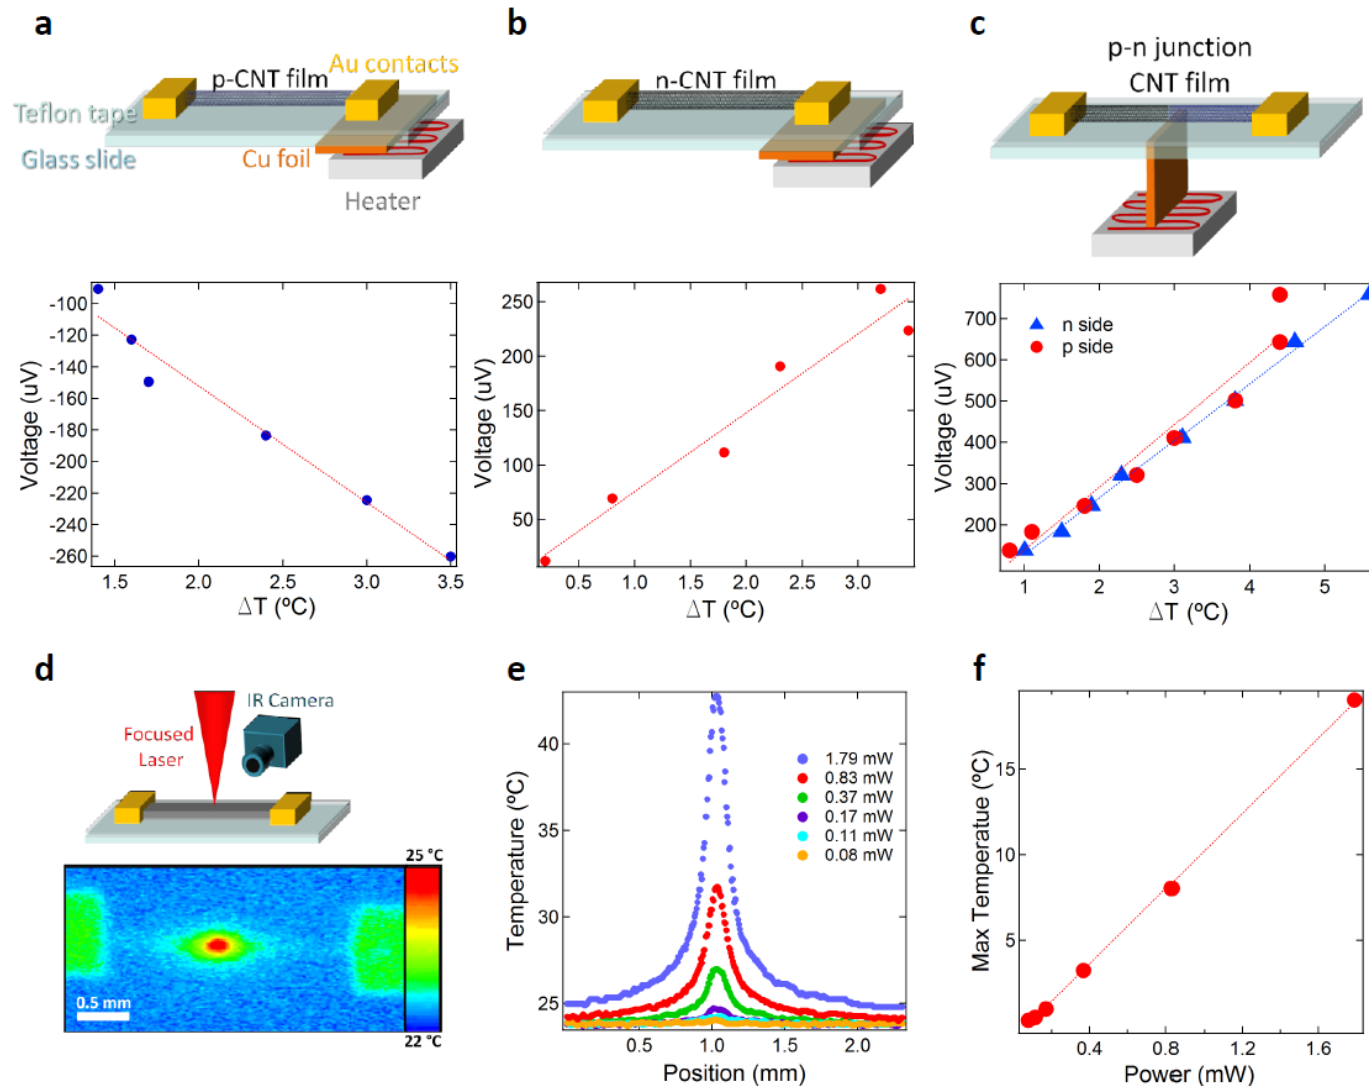 a
p-CNT film
Au contacts
Teflon tape
Glass slide
Cu foil
Heater
b
n-CNT film
c
p-n junction
CNT film
-100
-120
-140
-160
-180
-200
-220
-240
-260
Voltage (uV)
1.5
2.0
2.5
3.0
3.5
ΔT (ºC)
250
200
150
100
50
Voltage (uV)
0.5
1.0
1.5
2.0
2.5
3.0
ΔT (ºC)
700
600
500
400
300
200
Voltage (uV)
n side
p side
1
2
3
4
5
ΔT (ºC)
d
Focused
Laser
IR Camera
25 °C
0.5 mm
22°C
e
40
35
30
25
Temperature (ºC)
1.79 mW
0.83 mW
0.37 mW
0.17 mW
0.11 mW
0.08 mW
0.5
1.0
1.5
2.0
Position (mm)
f
15
10
5
Max Temperatue (ºC)
0.4
0.8
1.2
1.6
Power (mW)